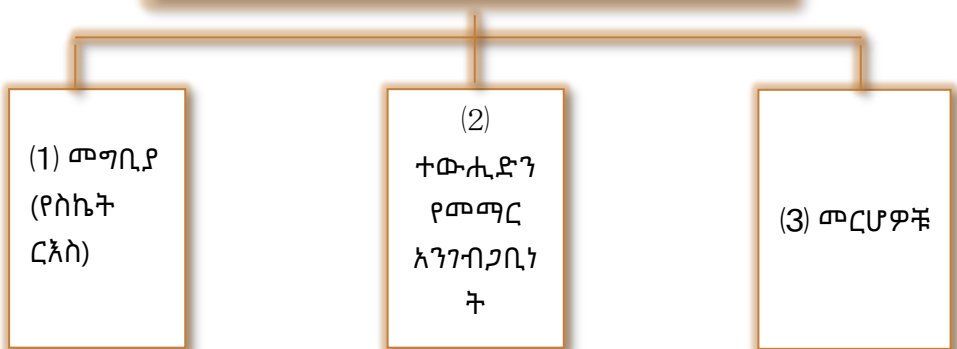 (1) መግቢያ
(የስኬት
ርእስ)
(2)
ተውሒድን
የመማር
አንገብጋቢነ
ት
(3) መርሆዎቹ